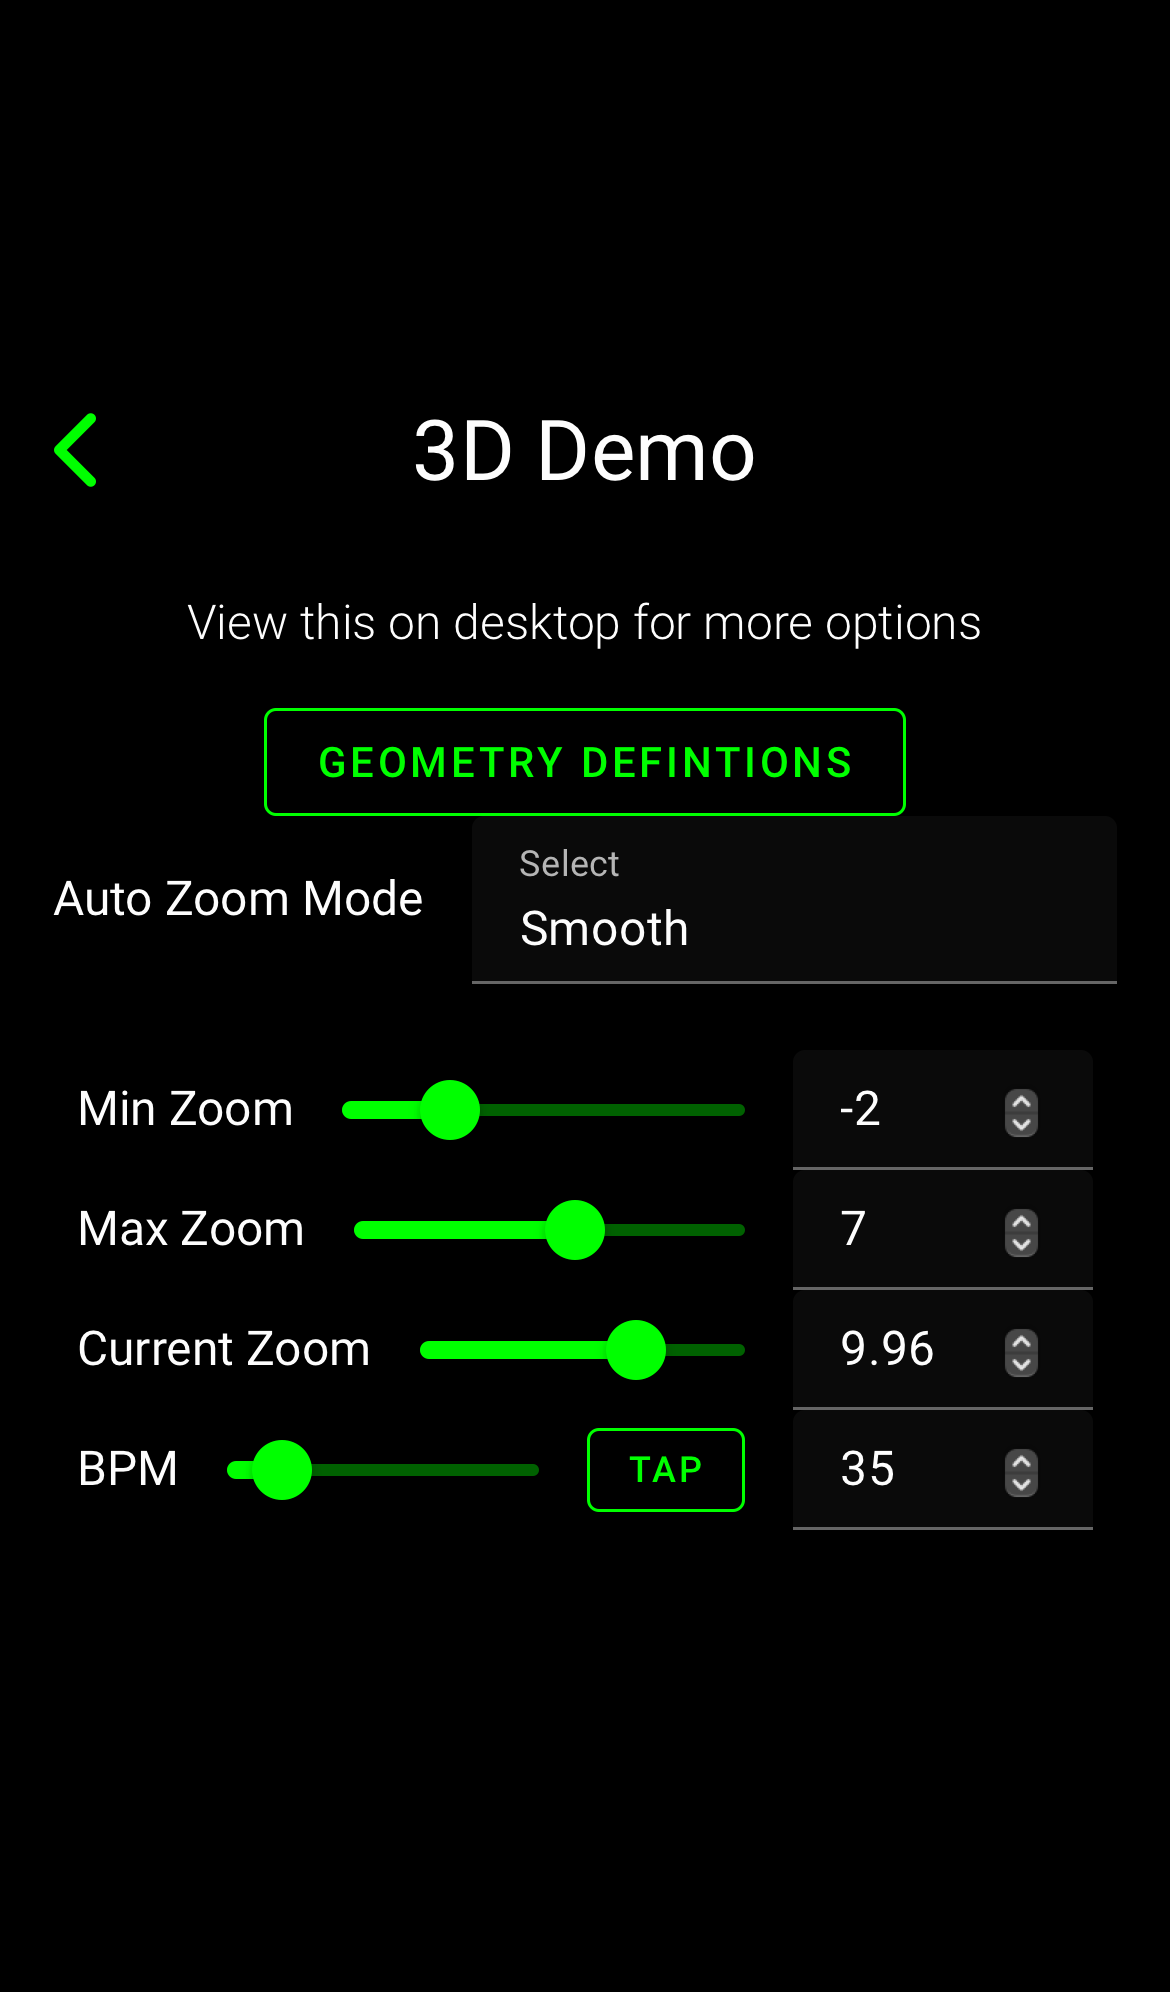 3D Demo
View this on desktop for more options
GEOMETRY DEFINTIONS
Select
Auto Zoom Mode
Smooth
Min Zoom -2
Max Zoom 7
Current Zoom 9.96
BPM TAP 35